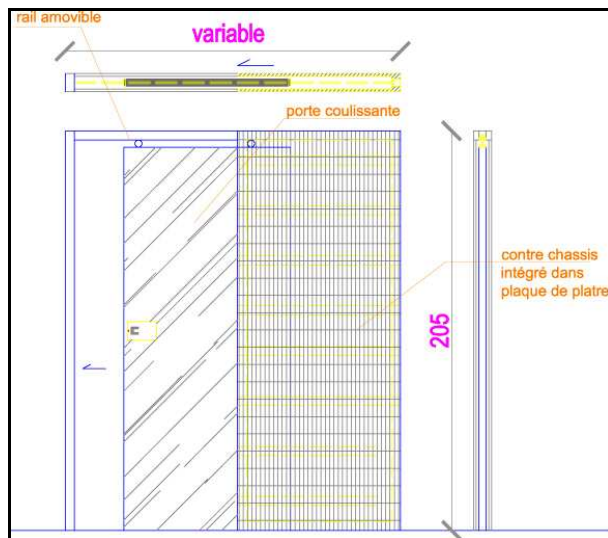 rail amovible
variable
porte coulissante
contre chassis
intégré dans
plaque de platre
205